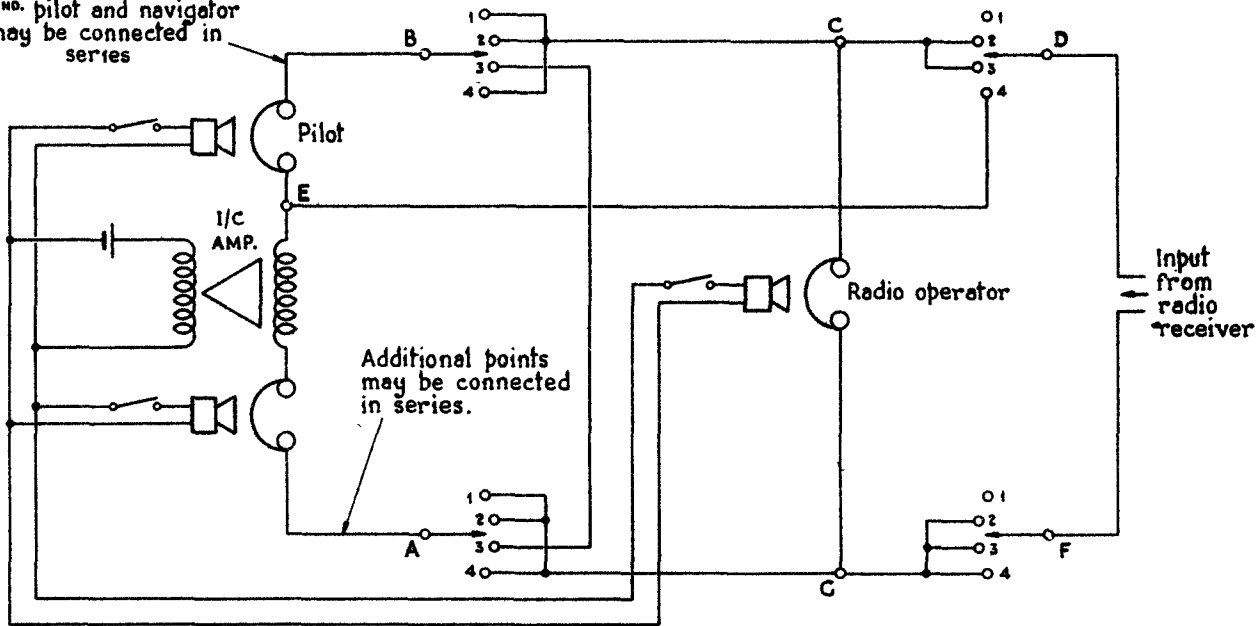 ND. pilot and navigator
may be connected in
series
B
1
2
3
4
C
1
2
3
4
D
Pilot
E
I/C
AMP.
Radio operator
Input
from
radio
receiver
Additional points
may be connected
in series.
A
1
2
3
4
G
1
2
3
4
F